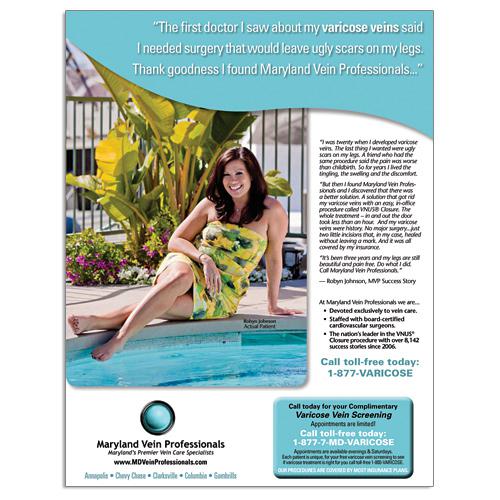 "The first doctor I saw about my varicose veins said
I needed surgery that would leave ugly scars on my legs.
Thank goodness I found Maryland Vein Professionals..."
"I was twenty when I developed varicose
veins. The last thing I wanted were ugly
scars on my legs. A friend who had the
same procedure said the pain was worse
than childbirth. So for years I lived the
tingling, the swelling and the discomfort.
"But then I found Maryland Vein Profes-
sionals and I discovered that there was
a better solution. A solution that got rid
my varicose veins with an easy, in-office
procedure called VNUS® Closure. The
whole treatment – in and out the door
took less than an hour. And my varicose
veins were history. No major surgery...just
two little incisions that, in my case, healed
without leaving a mark. And it was all
covered by my insurance.
"It's been three years and my legs are still
beautiful and pain free. Do what I did.
Call Maryland Vein Professionals."
— Robyn Johnson, MVP Success Story
At Maryland Vein Professionals we are...
• Devoted exclusively to vein care.
• Staffed with board-certified
cardiovascular surgeons.
• The nation's leader in the VNUS®
Closure procedure with over 8,142
success stories since 2006.
Call toll-free today:
1-877-VARICOSE
Robyn Johnson
Actual Patient
Maryland Vein Professionals
Maryland's Premier Vein Care Specialists
www.MDVeinProfessionals.com
Annapolis • Chevy Chase • Clarksville • Columbia • Gambrills
Call today for your Complimentary
Varicose Vein Screening
Appointments are limited!
Call toll-free today:
1-877-7-MD-VARICOSE
Appointments are available evenings & Saturdays.
Each patient is unique, for your free varicose vein screening to see
if varicose treatment is right for you call toll-free 1-800-VARICOSE.
OUR PROCEDURES ARE COVERED BY MOST INSURANCE PLANS.